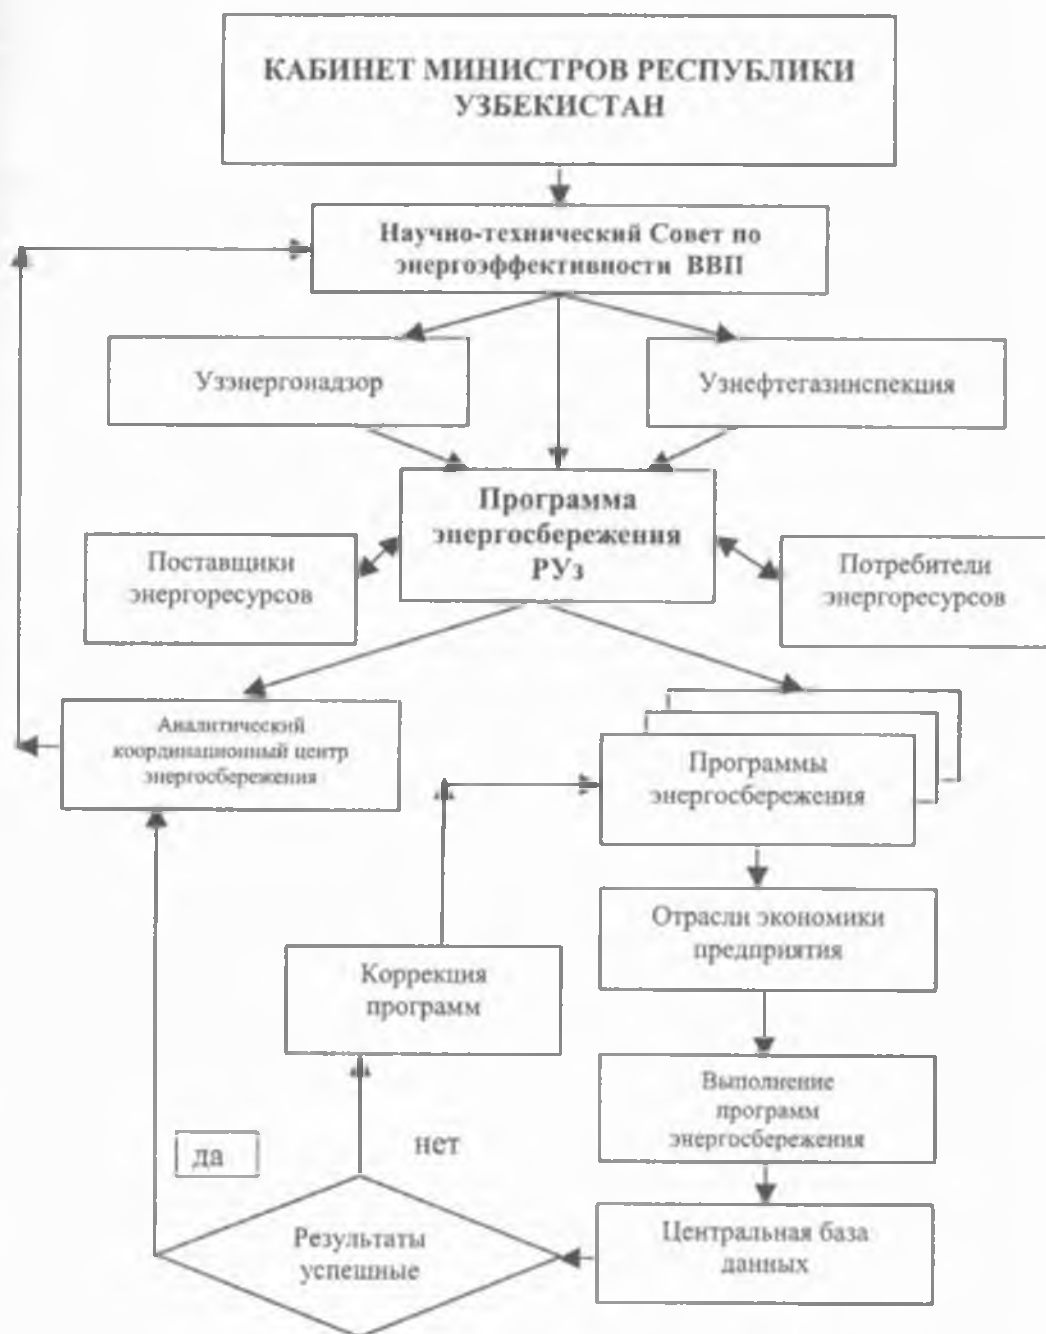 КАБИНЕТ МИНИСТРОВ РЕСПУБЛИКИ
УЗБЕКИСТАН
Научно-технический Совет по
энергоэффективности ВВП
Узэнергонадзор
Узнефтегазинспекция
Программа
энергосбережения
РУз
Поставщики
энергоресурсов
Потребители
энергоресурсов
Аналитический
координационный центр
энергосбережения
Программы
энергосбережения
Отрасли экономики
предприятия
Коррекция
программ
Выполнение
программ
энергосбережения
да
нет
Результаты
успешные
Центральная база
данных